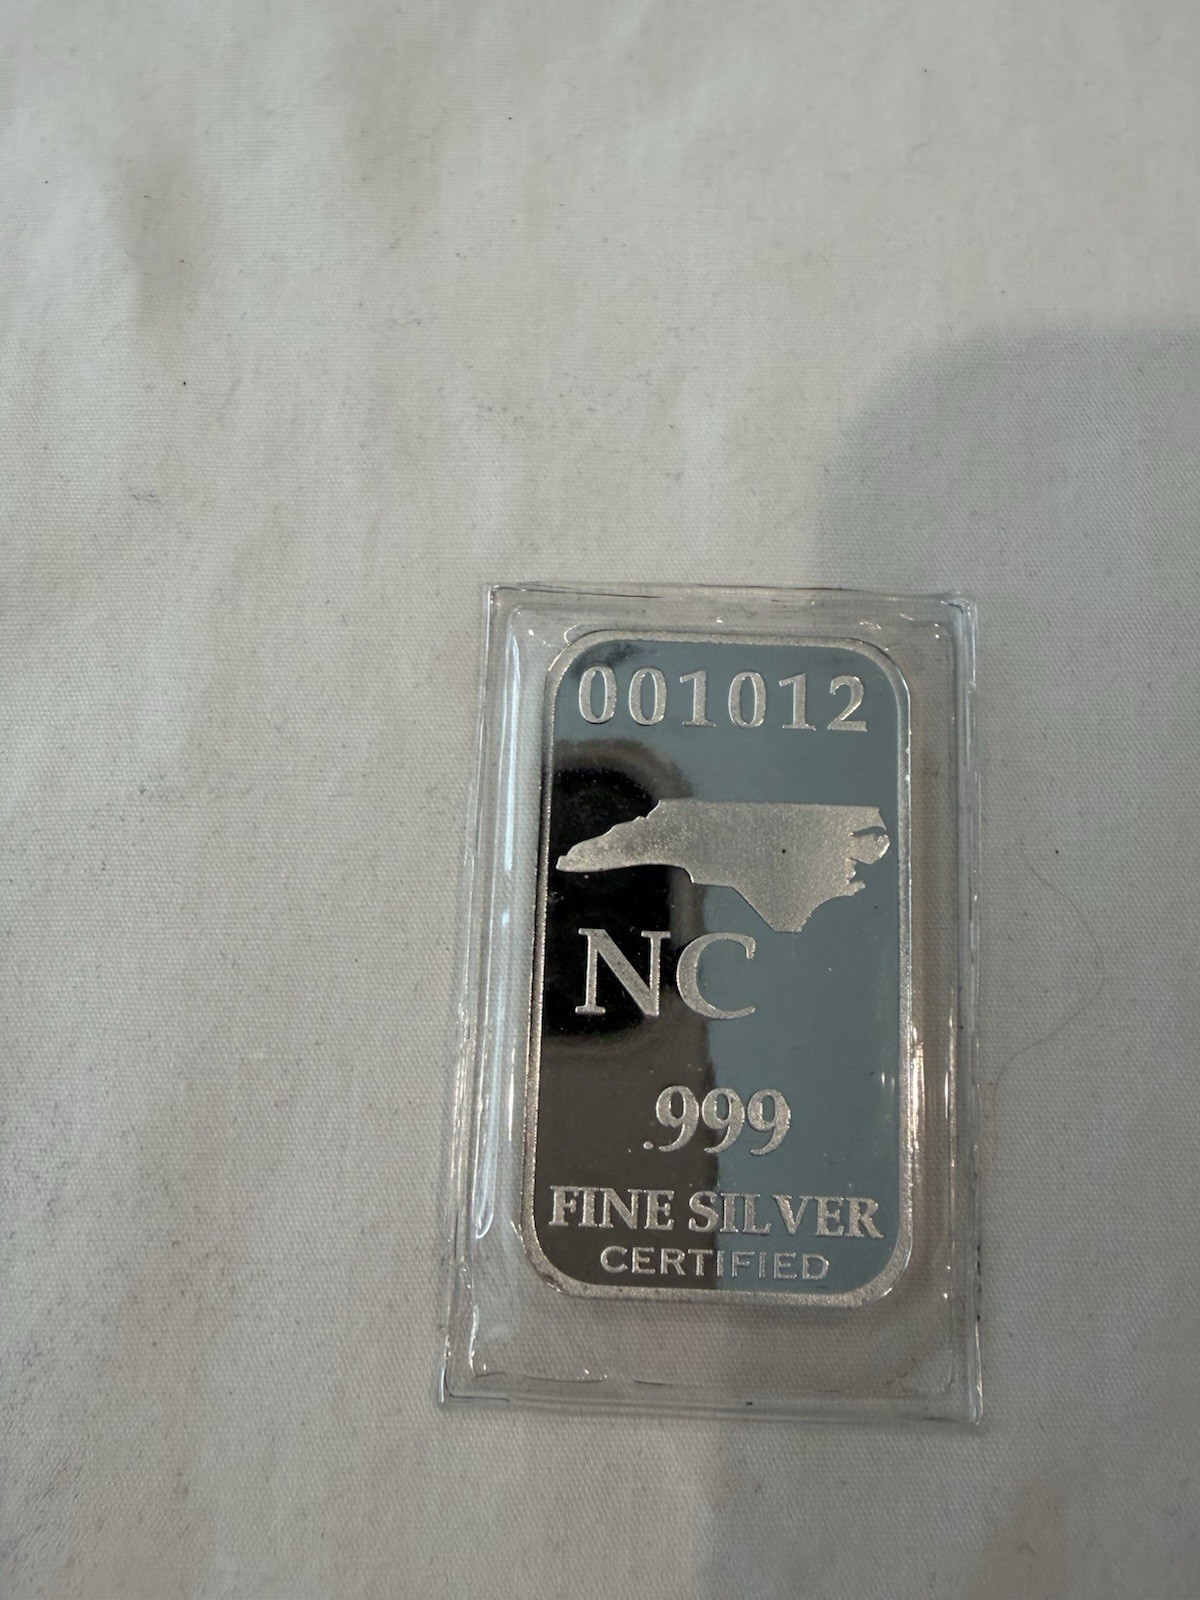 001012
NC
.999
FINE SILVER
CERTIFIED